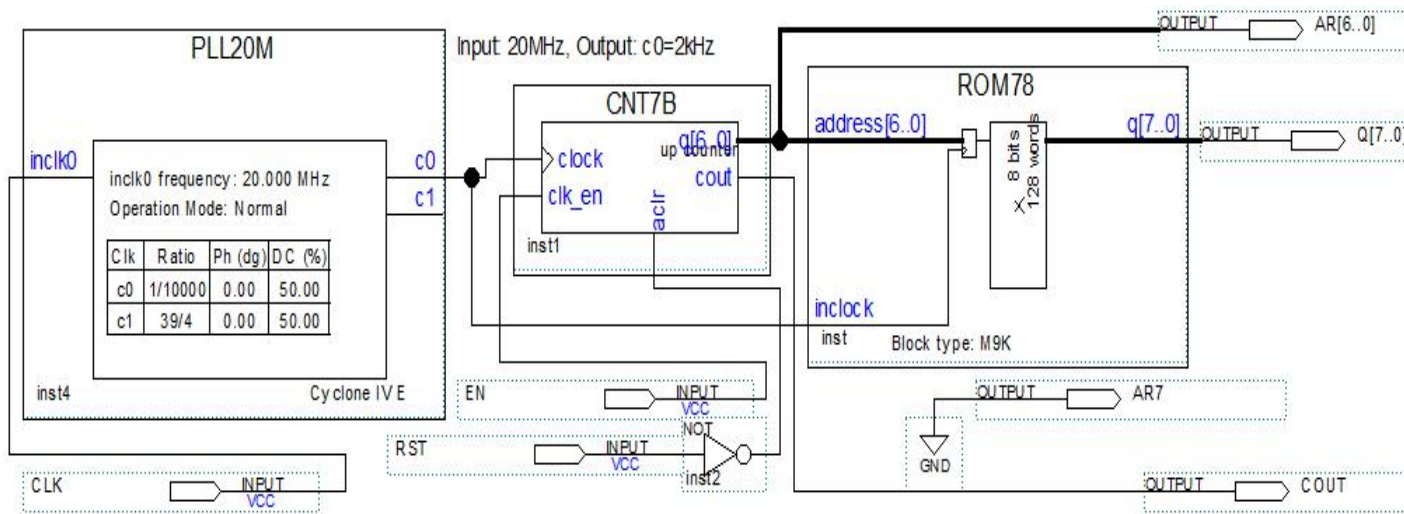 PLL20M
Input: 20MHz, Output: c0=2kHz
inclk0
c0
c1
inclk0 frequency: 20.000 MHz
Operation Mode: Normal
Clk Ratio Ph (dg) DC (%)
c0 1/10000 0.00 50.00
c1 39/4 0.00 50.00
inst4
Cyclone IV E
CNT7B
clock
clk_en
q[6..0]
up counter
cout
aclr
inst1
ROM78
address[6..0]
q[7..0]
8 bits
X
128 words
inclock
inst
Block type: M9K
OUTPUT AR[6..0]
OUTPUT Q[7..0]
EN INPUT
VCC
RST INPUT
VCC
NOT
inst2
CLK INPUT
VCC
OUTPUT AR7
GND
OUTPUT COUT